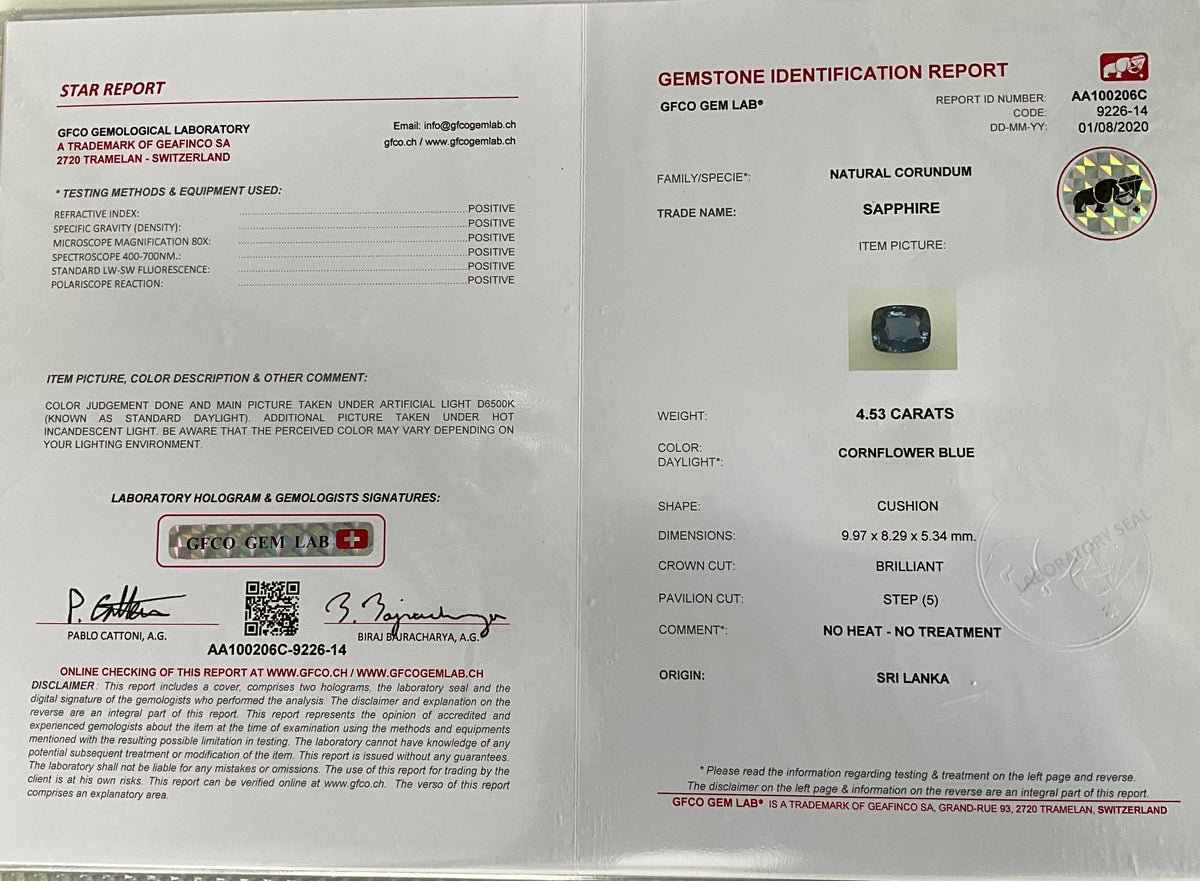 STAR REPORT
GFCO GEMOLOGICAL LABORATORY
A TRADEMARK OF GEAFINCO SA
2720 TRAMELAN - SWITZERLAND
Email: info@gfcogemlab.ch
gfco.ch / www.gfcogemlab.ch
* TESTING METHODS & EQUIPMENT USED:
REFRACTIVE INDEX: POSITIVE
SPECIFIC GRAVITY (DENSITY): POSITIVE
MICROSCOPE MAGNIFICATION 80X: POSITIVE
SPECTROSCOPE 400-700NM.: POSITIVE
STANDARD LW-SW FLUORESCENCE: POSITIVE
POLARISCOPE REACTION: POSITIVE
ITEM PICTURE, COLOR DESCRIPTION & OTHER COMMENT:
COLOR JUDGEMENT DONE AND MAIN PICTURE TAKEN UNDER ARTIFICIAL LIGHT D6500K
(KNOWN AS STANDARD DAYLIGHT). ADDITIONAL PICTURE TAKEN UNDER HOT
INCANDESCENT LIGHT. BE AWARE THAT THE PERCEIVED COLOR MAY VARY DEPENDING ON
YOUR LIGHTING ENVIRONMENT.
LABORATORY HOLOGRAM & GEMOLOGISTS SIGNATURES:
GFCO GEM LAB
P. Cattoni
B. Bajracharya
PABLO CATTONI, A.G.
BIRAJ BAJRACHARYA, A.G.
AA100206C-9226-14
ONLINE CHECKING OF THIS REPORT AT WWW.GFCO.CH / WWW.GFCOGEMLAB.CH
DISCLAIMER: This report includes a cover, comprises two holograms, the laboratory seal and the
digital signature of the gemologists who performed the analysis. The disclaimer and explanation on the
reverse are an integral part of this report. This report represents the opinion of accredited and
experienced gemologists about the item at the time of examination using the methods and equipments
mentioned with the resulting possible limitation in testing. The laboratory cannot have knowledge of any
potential subsequent treatment or modification of the item. This report is issued without any guarantees.
The laboratory shall not be liable for any mistakes or omissions. The use of this report for trading by the
client is at his own risks. This report can be verified online at www.gfco.ch. The verso of this report
comprises an explanatory area.
GEMSTONE IDENTIFICATION REPORT
GFCO GEM LAB®
REPORT ID NUMBER: AA100206C
CODE: 9226-14
DD-MM-YY: 01/08/2020
FAMILY/SPECIE*: NATURAL CORUNDUM
TRADE NAME: SAPPHIRE
ITEM PICTURE:
WEIGHT: 4.53 CARATS
COLOR:
DAYLIGHT*: CORNFLOWER BLUE
SHAPE: CUSHION
DIMENSIONS: 9.97 x 8.29 x 5.34 mm.
CROWN CUT: BRILLIANT
PAVILION CUT: STEP (5)
COMMENT*: NO HEAT - NO TREATMENT
ORIGIN: SRI LANKA
LABORATORY SEAL
* Please read the information regarding testing & treatment on the left page and reverse.
The disclaimer on the left page & information on the reverse are an integral part of this report.
GFCO GEM LAB® IS A TRADEMARK OF GEAFINCO SA, GRAND-RUE 93, 2720 TRAMELAN, SWITZERLAND